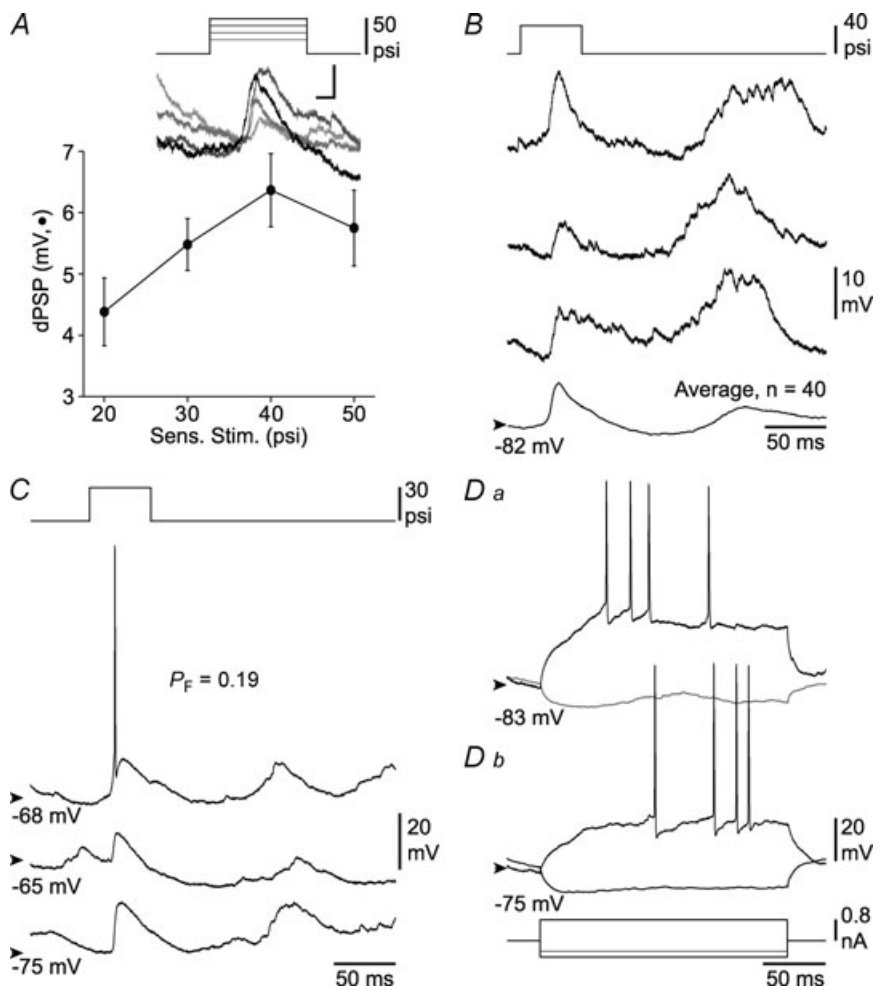 A
50
psi
7
6
5
4
3
dPSP (mV,●)
20 30 40 50
Sens. Stim. (psi)
B
40
psi
10
mV
Average, n = 40
-82 mV
50 ms
C
30
psi
PF = 0.19
-68 mV
-65 mV
20
mV
-75 mV
50 ms
D a
-83 mV
D b
20
mV
-75 mV
0.8
nA
50 ms